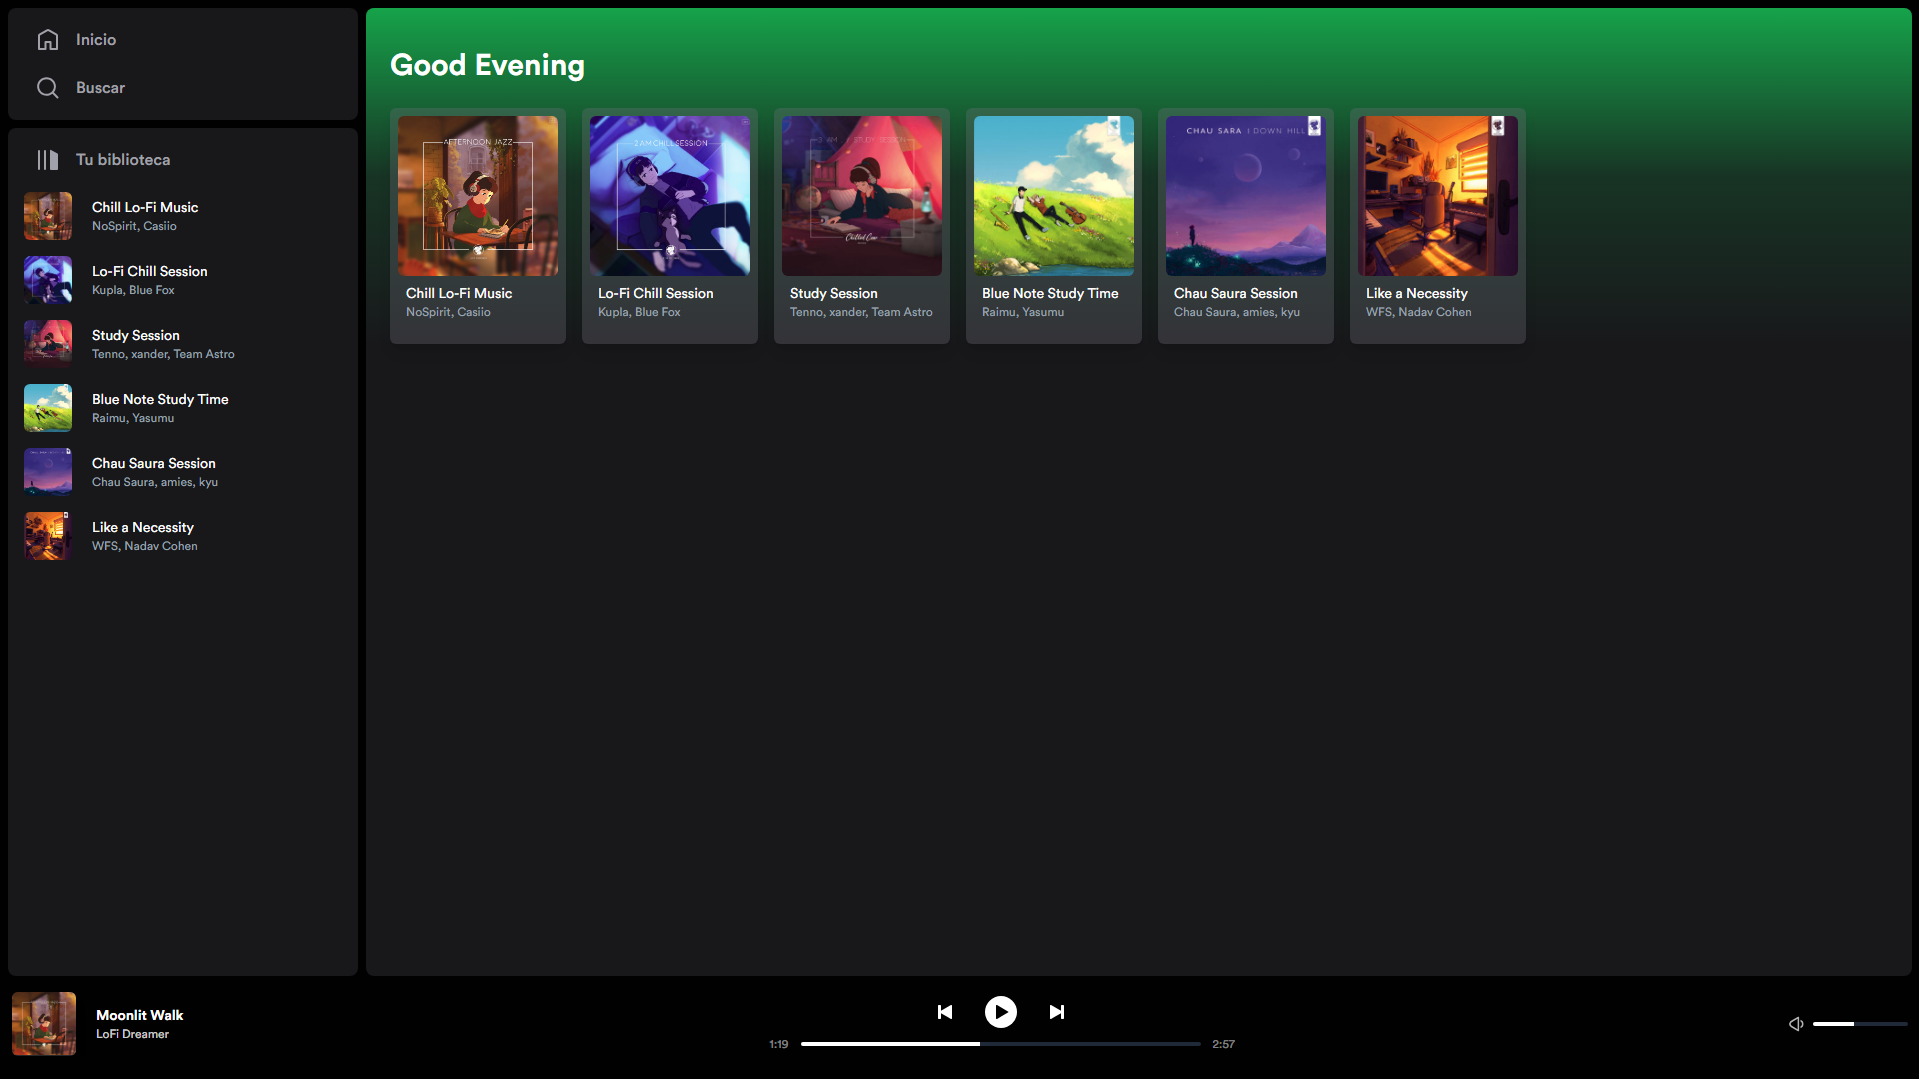 Inicio
Buscar
Tu biblioteca
Chill Lo-Fi Music
NoSpirit, Casiio
Lo-Fi Chill Session
Kupla, Blue Fox
Study Session
Tenno, xander, Team Astro
Blue Note Study Time
Raimu, Yasumu
Chau Saura Session
Chau Saura, amies, kyu
Like a Necessity
WFS, Nadav Cohen
Good Evening
AFTERNOON JAZZ
Chill Lo-Fi Music
NoSpirit, Casiio
2 AM CHILL SESSION
Lo-Fi Chill Session
Kupla, Blue Fox
STUDY SESSION
Chilled Cow
Study Session
Tenno, xander, Team Astro
Blue Note Study Time
Raimu, Yasumu
CHAU SARA | DOWN HILL
Chau Saura Session
Chau Saura, amies, kyu
Like a Necessity
WFS, Nadav Cohen
Moonlit Walk
LoFi Dreamer
1:19
2:57